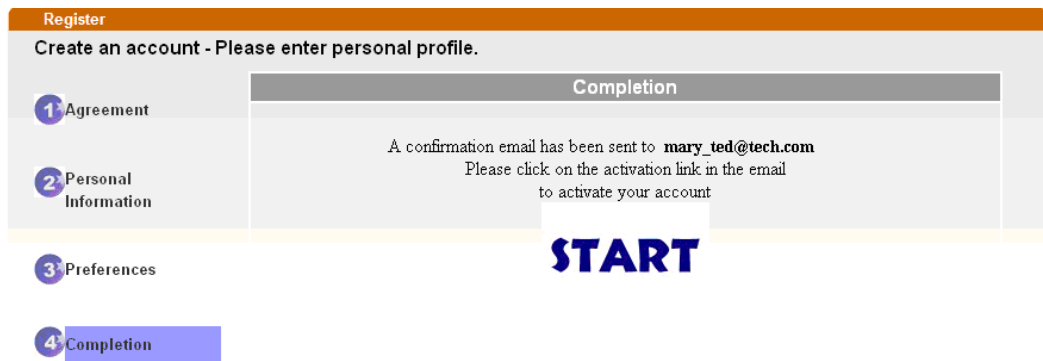 Register
Create an account - Please enter personal profile.
1 Agreement
2 Personal
Information
3 Preferences
4 Completion
Completion
A confirmation email has been sent to mary_ted@tech.com
Please click on the activation link in the email
to activate your account
START